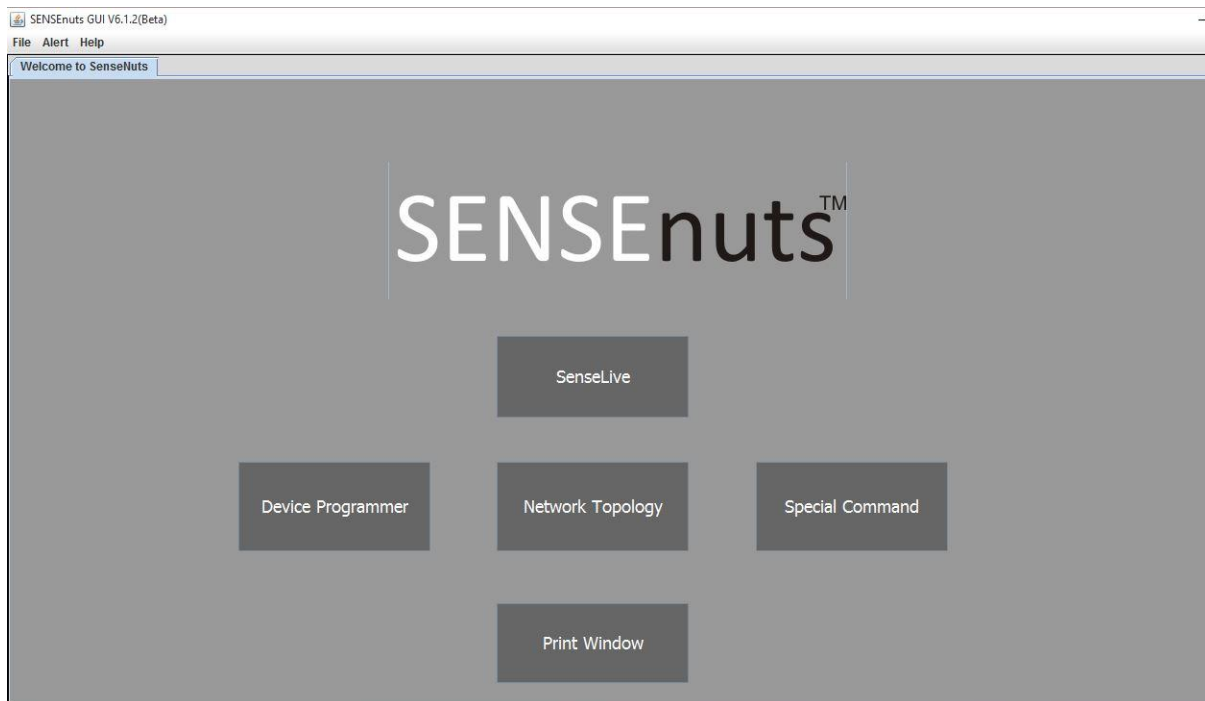 SENSEnuts GUI V6.1.2(Beta)
File Alert Help
Welcome to SenseNuts
SENSEnuts™
SenseLive
Device Programmer Network Topology Special Command
Print Window